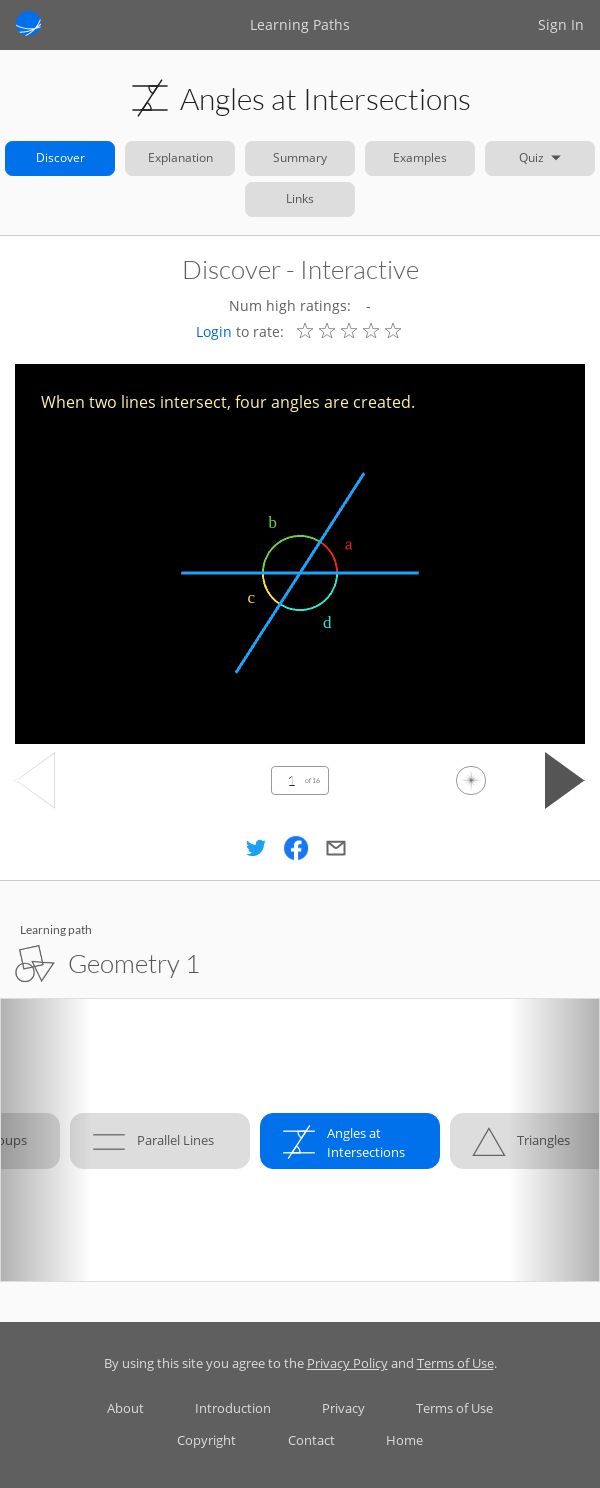 Learning Paths
Sign In
Angles at Intersections
Discover
Explanation
Summary
Examples
Quiz
Links
Discover - Interactive
Num high ratings: -
Login to rate:
When two lines intersect, four angles are created.
b
a
c
d
1 of 16
Learning path
Geometry 1
oups
Parallel Lines
Angles at
Intersections
Triangles
By using this site you agree to the Privacy Policy and Terms of Use.
About
Introduction
Privacy
Terms of Use
Copyright
Contact
Home